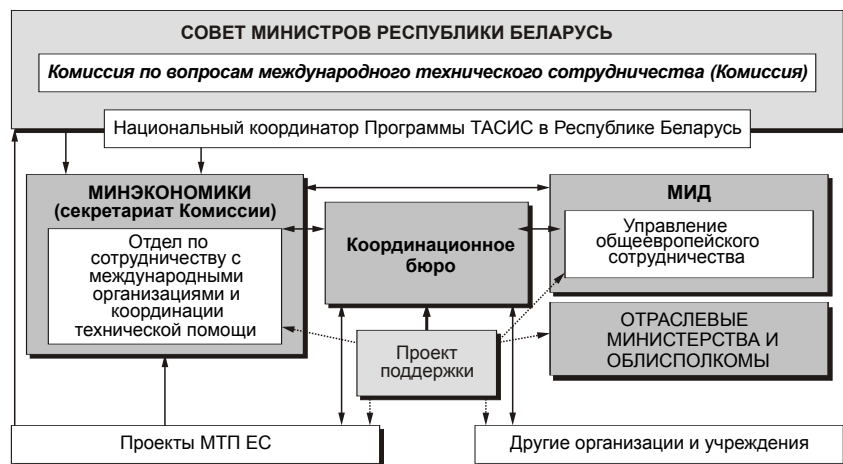 СОВЕТ МИНИСТРОВ РЕСПУБЛИКИ БЕЛАРУСЬ
Комиссия по вопросам международного технического сотрудничества (Комиссия)
Национальный координатор Программы ТАСИС в Республике Беларусь
МИНЭКОНОМИКИ
(секретариат Комиссии)
Отдел по
сотрудничеству с
международными
организациями и
координации
технической помощи
Координационное
бюро
МИД
Управление
общеевропейского
сотрудничества
Проект
поддержки
ОТРАСЛЕВЫЕ
МИНИСТЕРСТВА И
ОБЛИСПОЛКОМЫ
Проекты МТП ЕС
Другие организации и учреждения